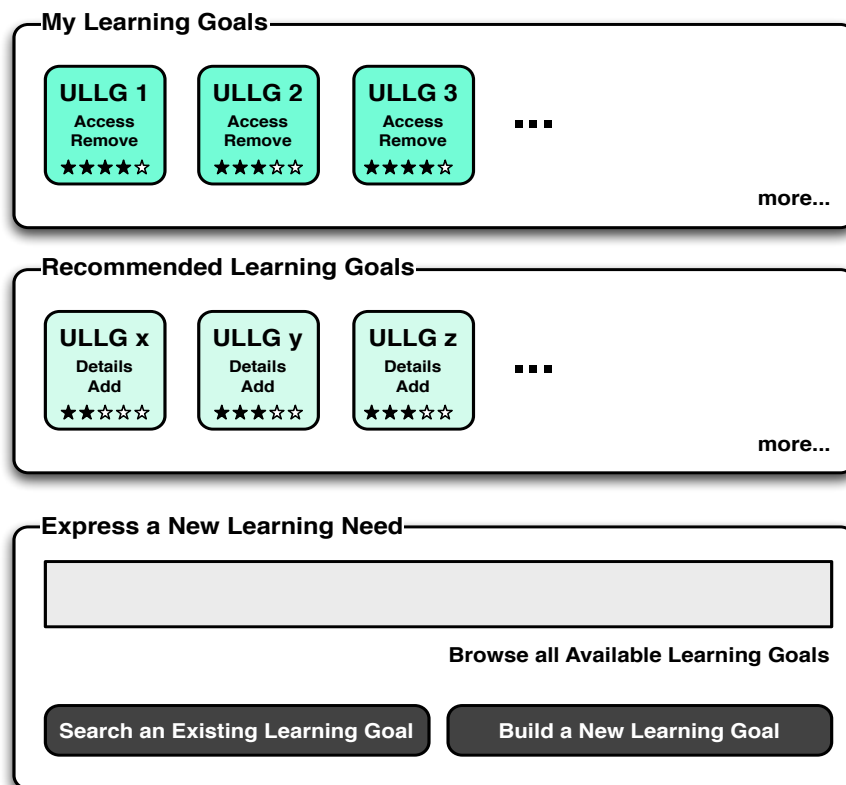 My Learning Goals
ULLG 1
Access
Remove
ULLG 2
Access
Remove
ULLG 3
Access
Remove
...
more...
Recommended Learning Goals
ULLG x
Details
Add
ULLG y
Details
Add
ULLG z
Details
Add
...
more...
Express a New Learning Need
Browse all Available Learning Goals
Search an Existing Learning Goal
Build a New Learning Goal